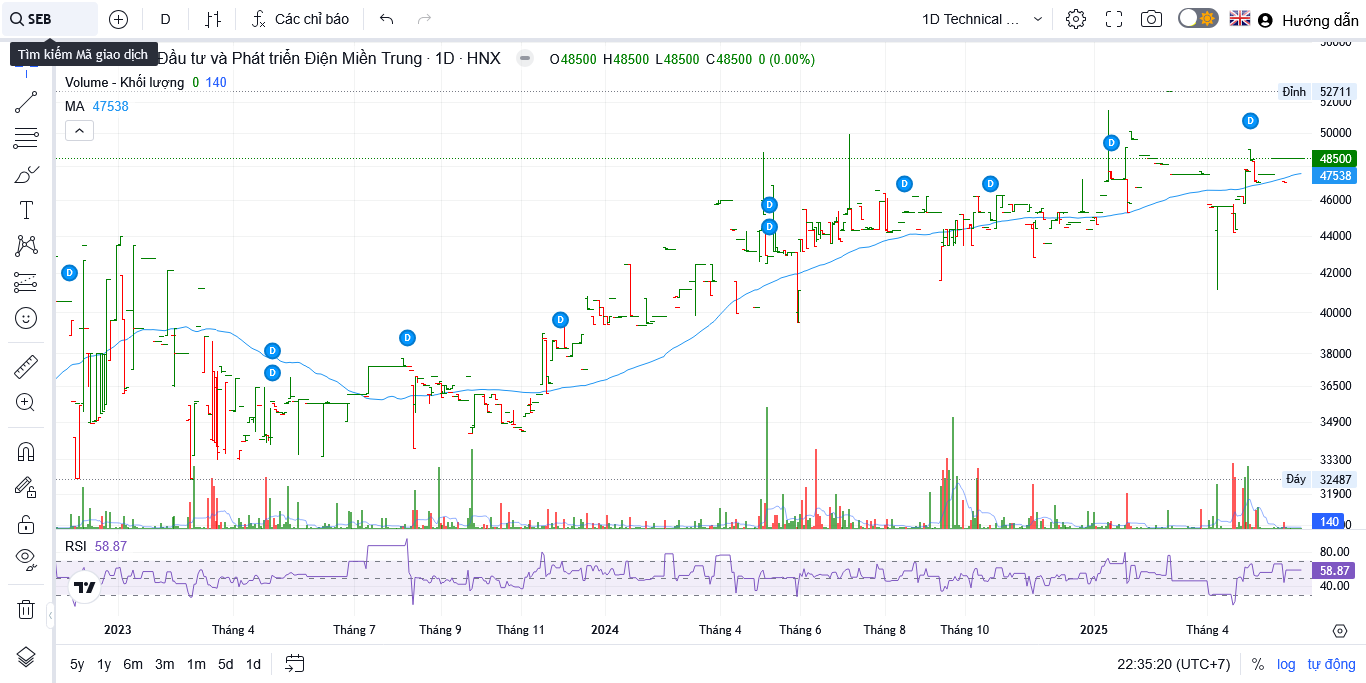 SEB
D
Các chỉ báo
1D Technical ...
Hướng dẫn
Tìm kiếm Mã giao dịch
Đầu tư và Phát triển Điện Miền Trung · 1D · HNX
O48500 H48500 L48500 C48500 0 (0.00%)
Volume - Khối lượng 0 140
MA 47538
Đỉnh 52711
52000
50000
48500
47538
46000
44000
42000
40000
38000
36500
34900
33300
Đáy 32487
31900
140
D
D
D
D
D
D
D
D
D
D
D
RSI 58.87
80.00
58.87
40.00
2023 Tháng 4 Tháng 7 Tháng 9 Tháng 11 2024 Tháng 4 Tháng 6 Tháng 8 Tháng 10 2025 Tháng 4
5y 1y 6m 3m 1m 5d 1d
22:35:20 (UTC+7) % log tự động